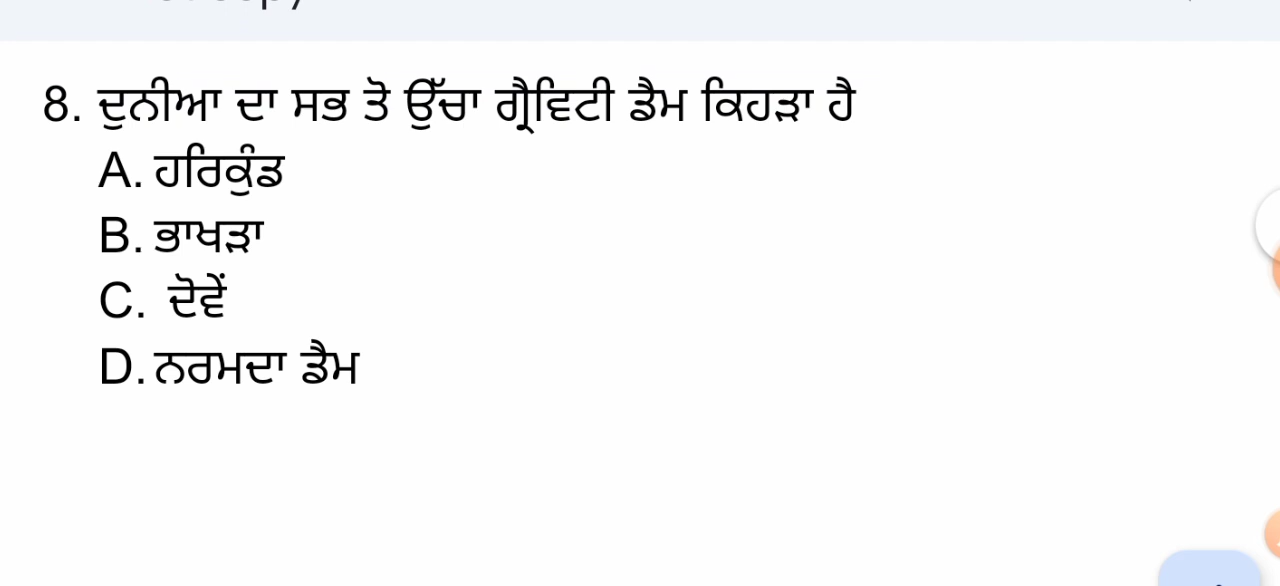 8. ਦੁਨੀਆ ਦਾ ਸਭ ਤੋ ਉੱਚਾ ਗ੍ਰੈਵਿਟੀ ਡੈਮ ਕਿਹੜਾ ਹੈ
A. ਹਰਿਕੁੰਡ
B. ਭਾਖੜਾ
C. ਦੋਵੇਂ
D. ਨਰਮਦਾ ਡੈਮ